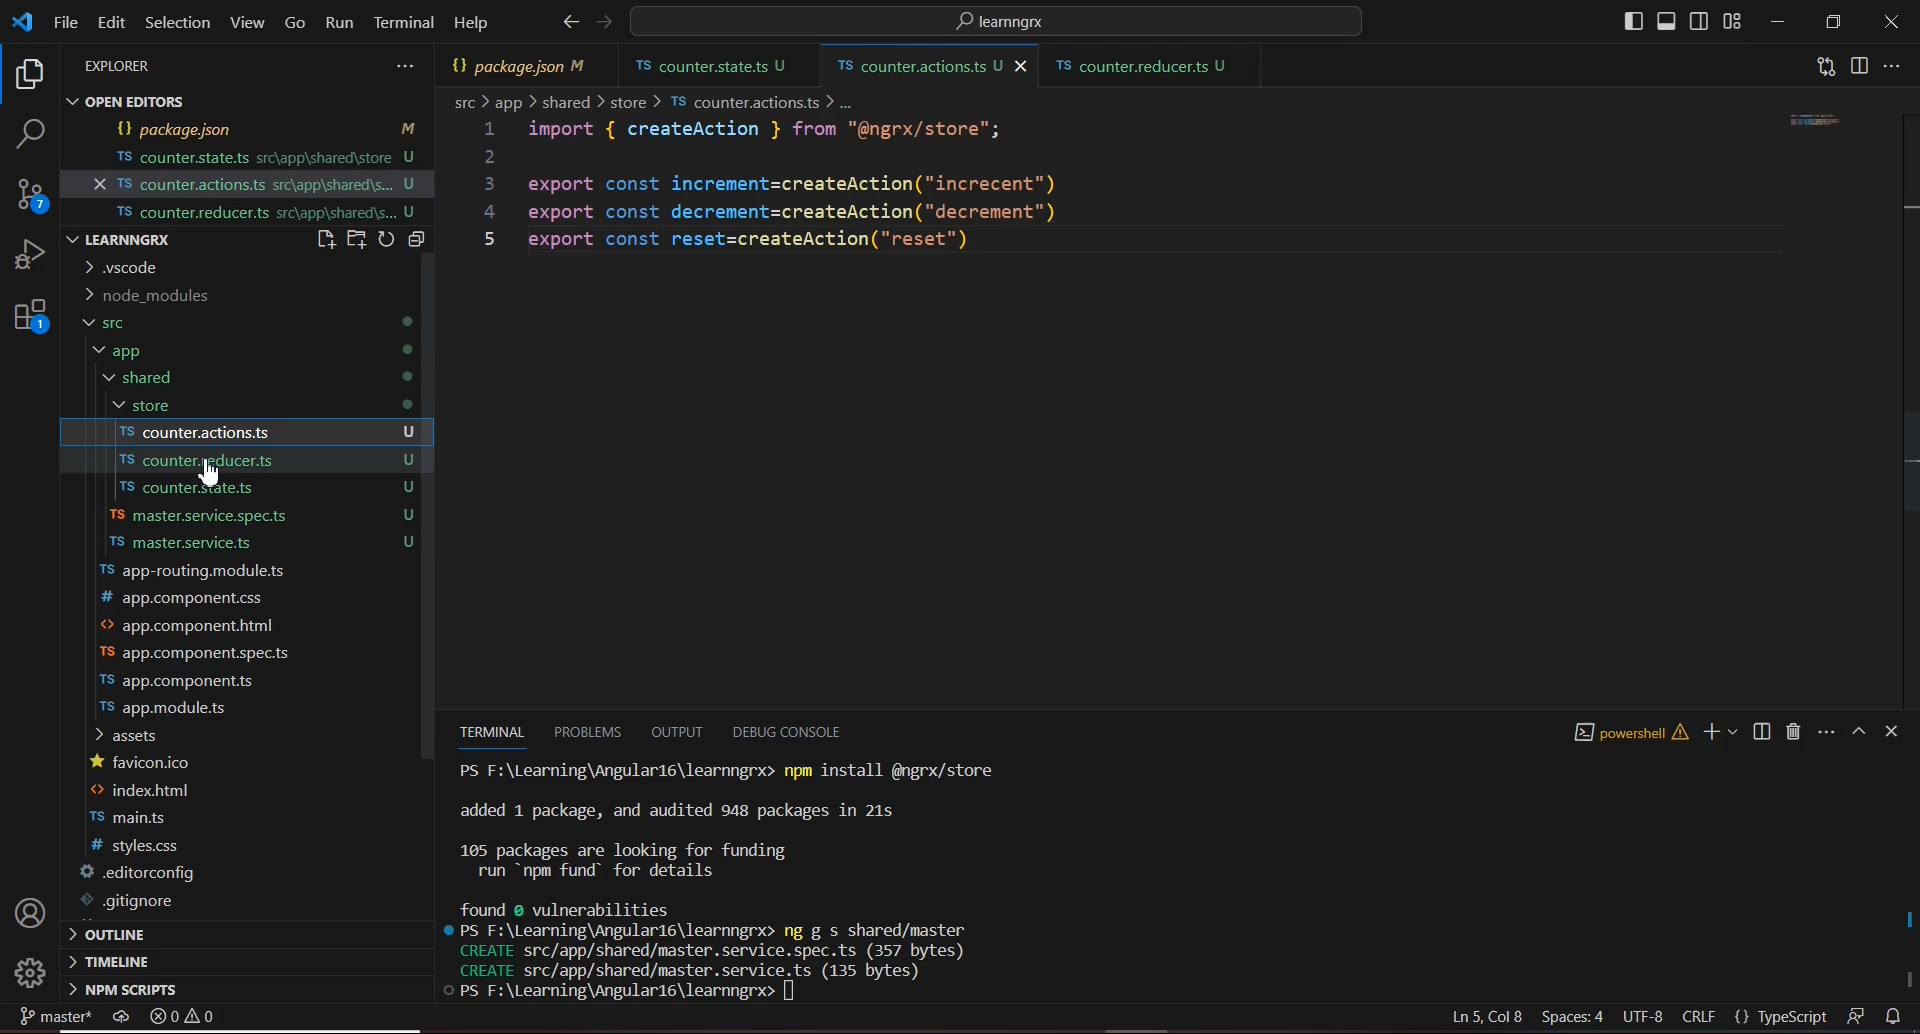 File Edit Selection View Go Run Terminal Help learnngrx
EXPLORER
OPEN EDITORS
{} package.json M
TS counter.state.ts src\app\shared\store U
TS counter.actions.ts src\app\shared\s... U
TS counter.reducer.ts src\app\shared\s... U
LEARNNGRX
.vscode
node_modules
src
app
shared
store
TS counter.actions.ts U
TS counter.reducer.ts U
TS counter.state.ts U
TS master.service.spec.ts U
TS master.service.ts U
TS app-routing.module.ts
# app.component.css
<> app.component.html
TS app.component.spec.ts
TS app.component.ts
TS app.module.ts
assets
favicon.ico
<> index.html
TS main.ts
# styles.css
.editorconfig
.gitignore
OUTLINE
TIMELINE
NPM SCRIPTS
7
1
{} package.json M TS counter.state.ts U TS counter.actions.ts U TS counter.reducer.ts U
src > app > shared > store > TS counter.actions.ts > ...
1 import { createAction } from "@ngrx/store";
2
3 export const increment=createAction("increcent")
4 export const decrement=createAction("decrement")
5 export const reset=createAction("reset")
TERMINAL PROBLEMS OUTPUT DEBUG CONSOLE powershell
PS F:\Learning\Angular16\learnngrx> npm install @ngrx/store
added 1 package, and audited 948 packages in 21s
105 packages are looking for funding
run `npm fund` for details
found 0 vulnerabilities
PS F:\Learning\Angular16\learnngrx> ng g s shared/master
CREATE src/app/shared/master.service.spec.ts (357 bytes)
CREATE src/app/shared/master.service.ts (135 bytes)
PS F:\Learning\Angular16\learnngrx>
master* 0 0 Ln 5, Col 8 Spaces: 4 UTF-8 CRLF {} TypeScript